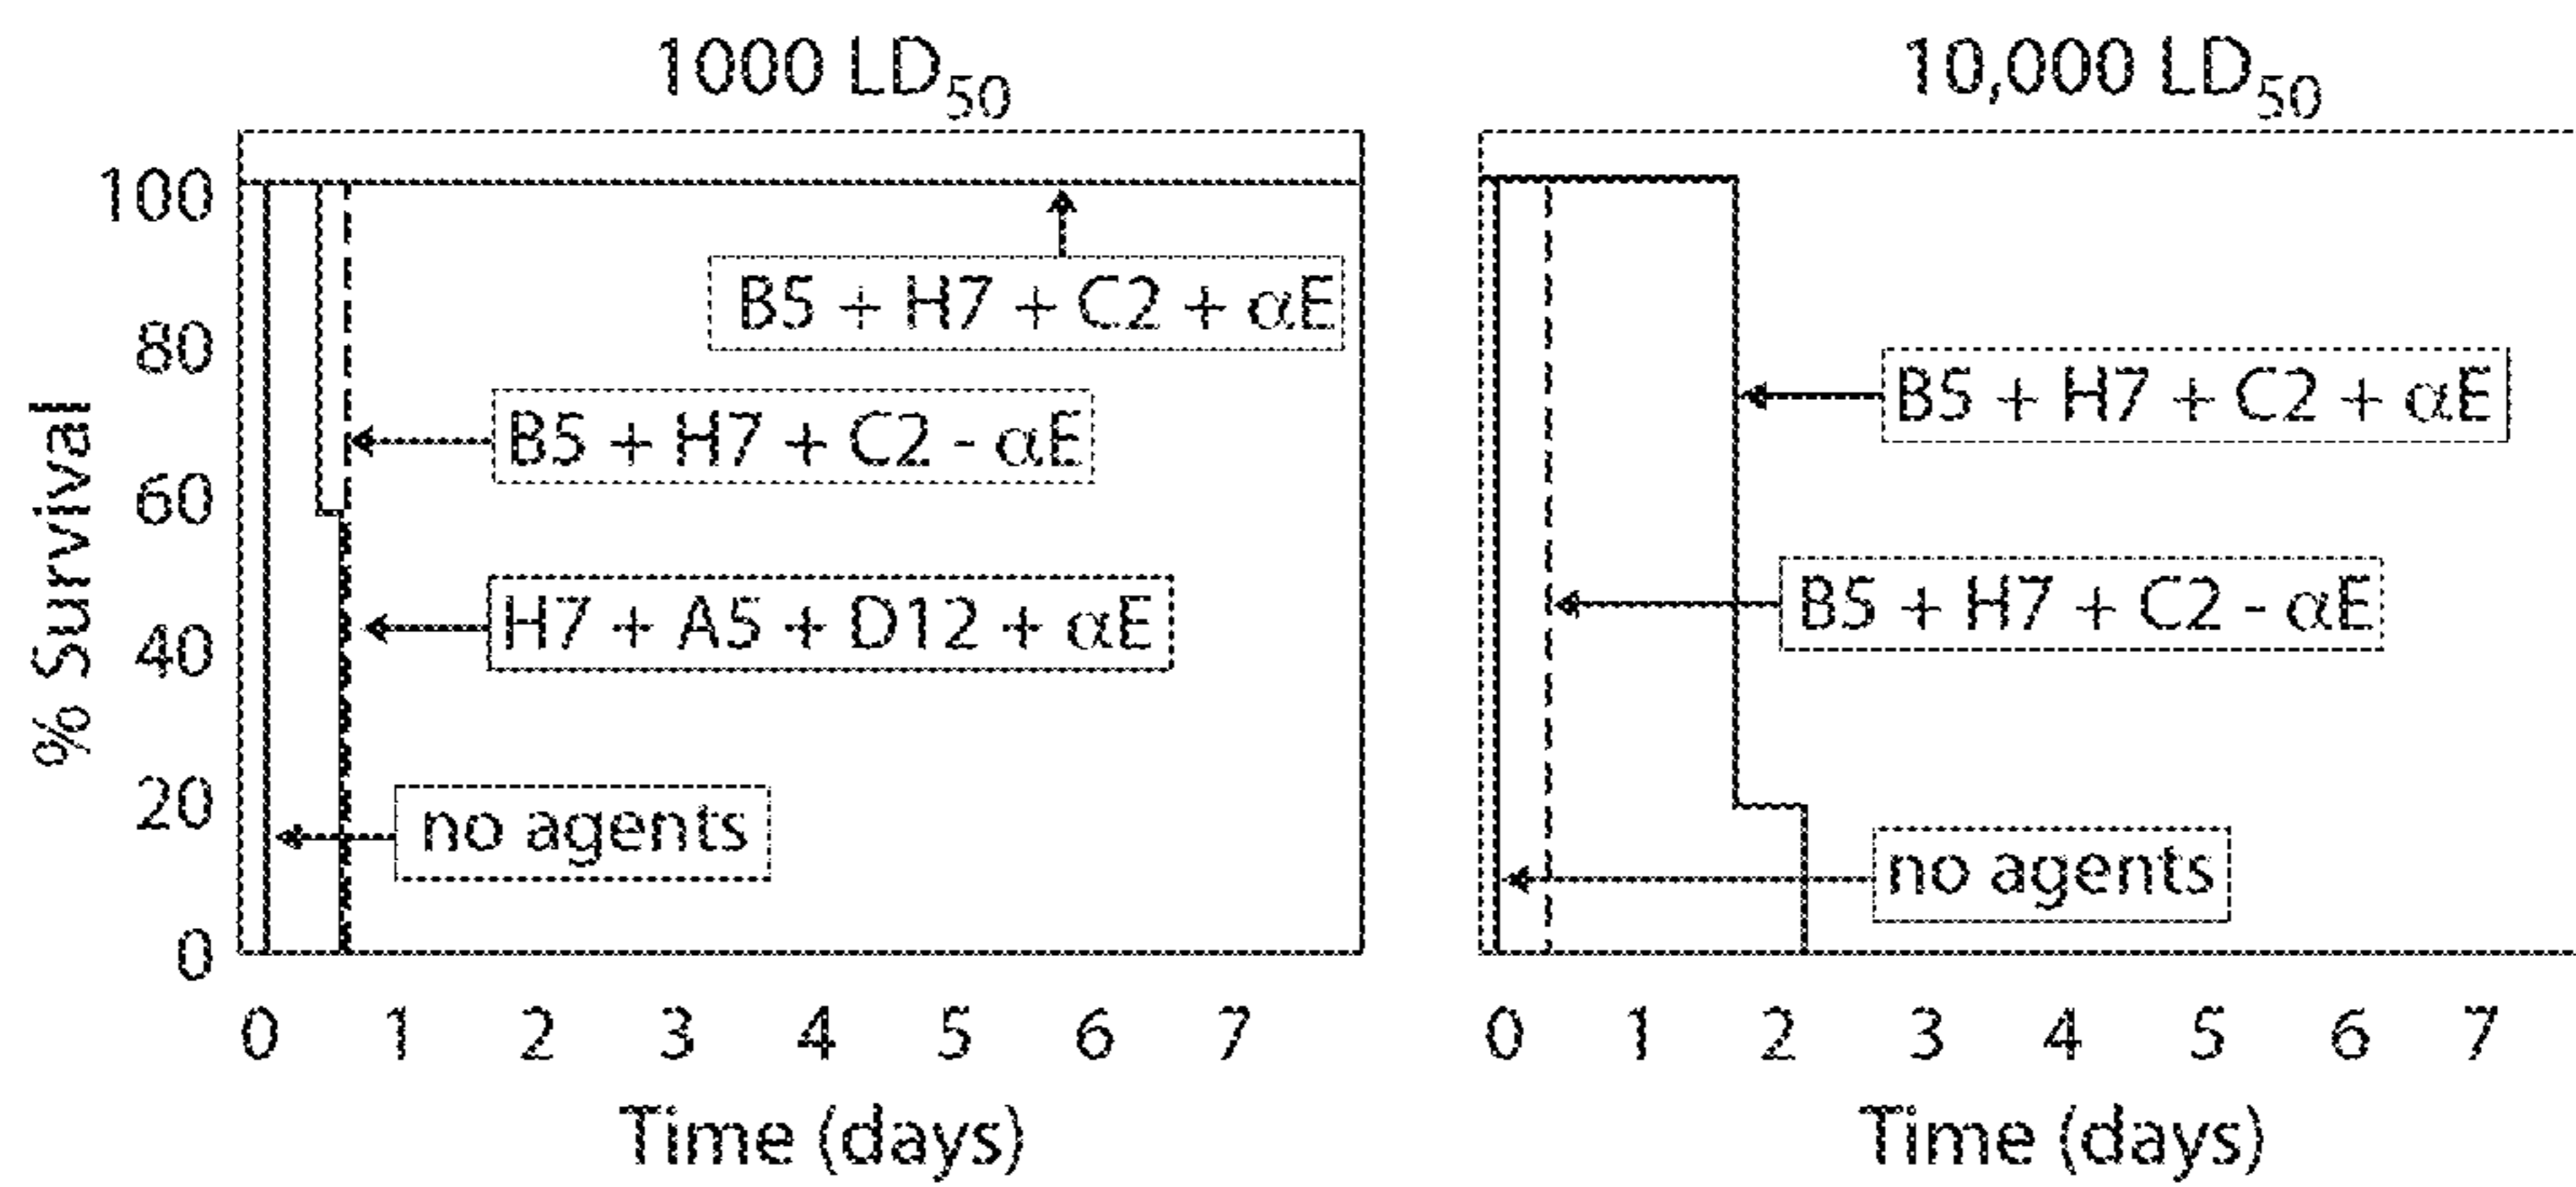 1000 LD50
10,000 LD50
% Survival
100
80
60
40
20
0
B5 + H7 + C2 + αE
B5 + H7 + C2 - αE
H7 + A5 + D12 + αE
no agents
0 1 2 3 4 5 6 7
Time (days)
B5 + H7 + C2 + αE
B5 + H7 + C2 - αE
no agents
0 1 2 3 4 5 6 7
Time (days)